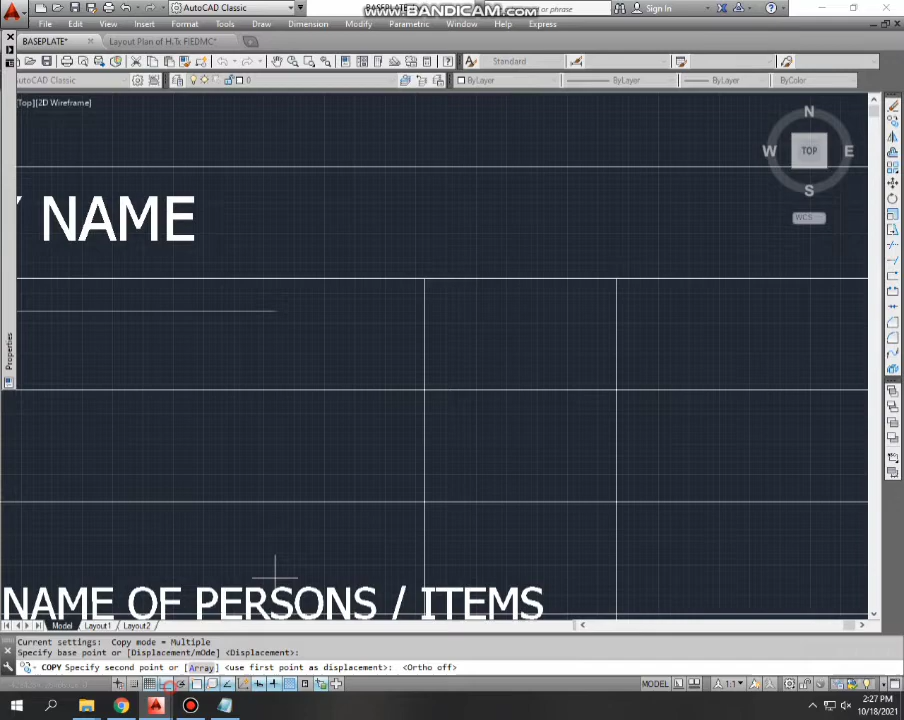 AutoCAD Classic
BASEPLATE
www.BANDICAM.com
Sign In
File
Edit
View
Insert
Format
Tools
Draw
Dimension
Modify
Parametric
Window
Help
Express
BASEPLATE*
Layout Plan of H.Tx FIEDMC*
Standard
AutoCAD Classic
0
ByLayer
ByLayer
ByLayer
ByColor
[Top][2D Wireframe]
N
W
TOP
E
S
WCS
NAME
Properties
NAME OF PERSONS / ITEMS
Model
Layout1
Layout2
Current settings: Copy mode = Multiple
Specify base point or [Displacement/mOde] <Displacement>:
COPY Specify second point or [Array] <use first point as displacement>: <Ortho off>
MODEL
1:1
2:27 PM
10/18/2021